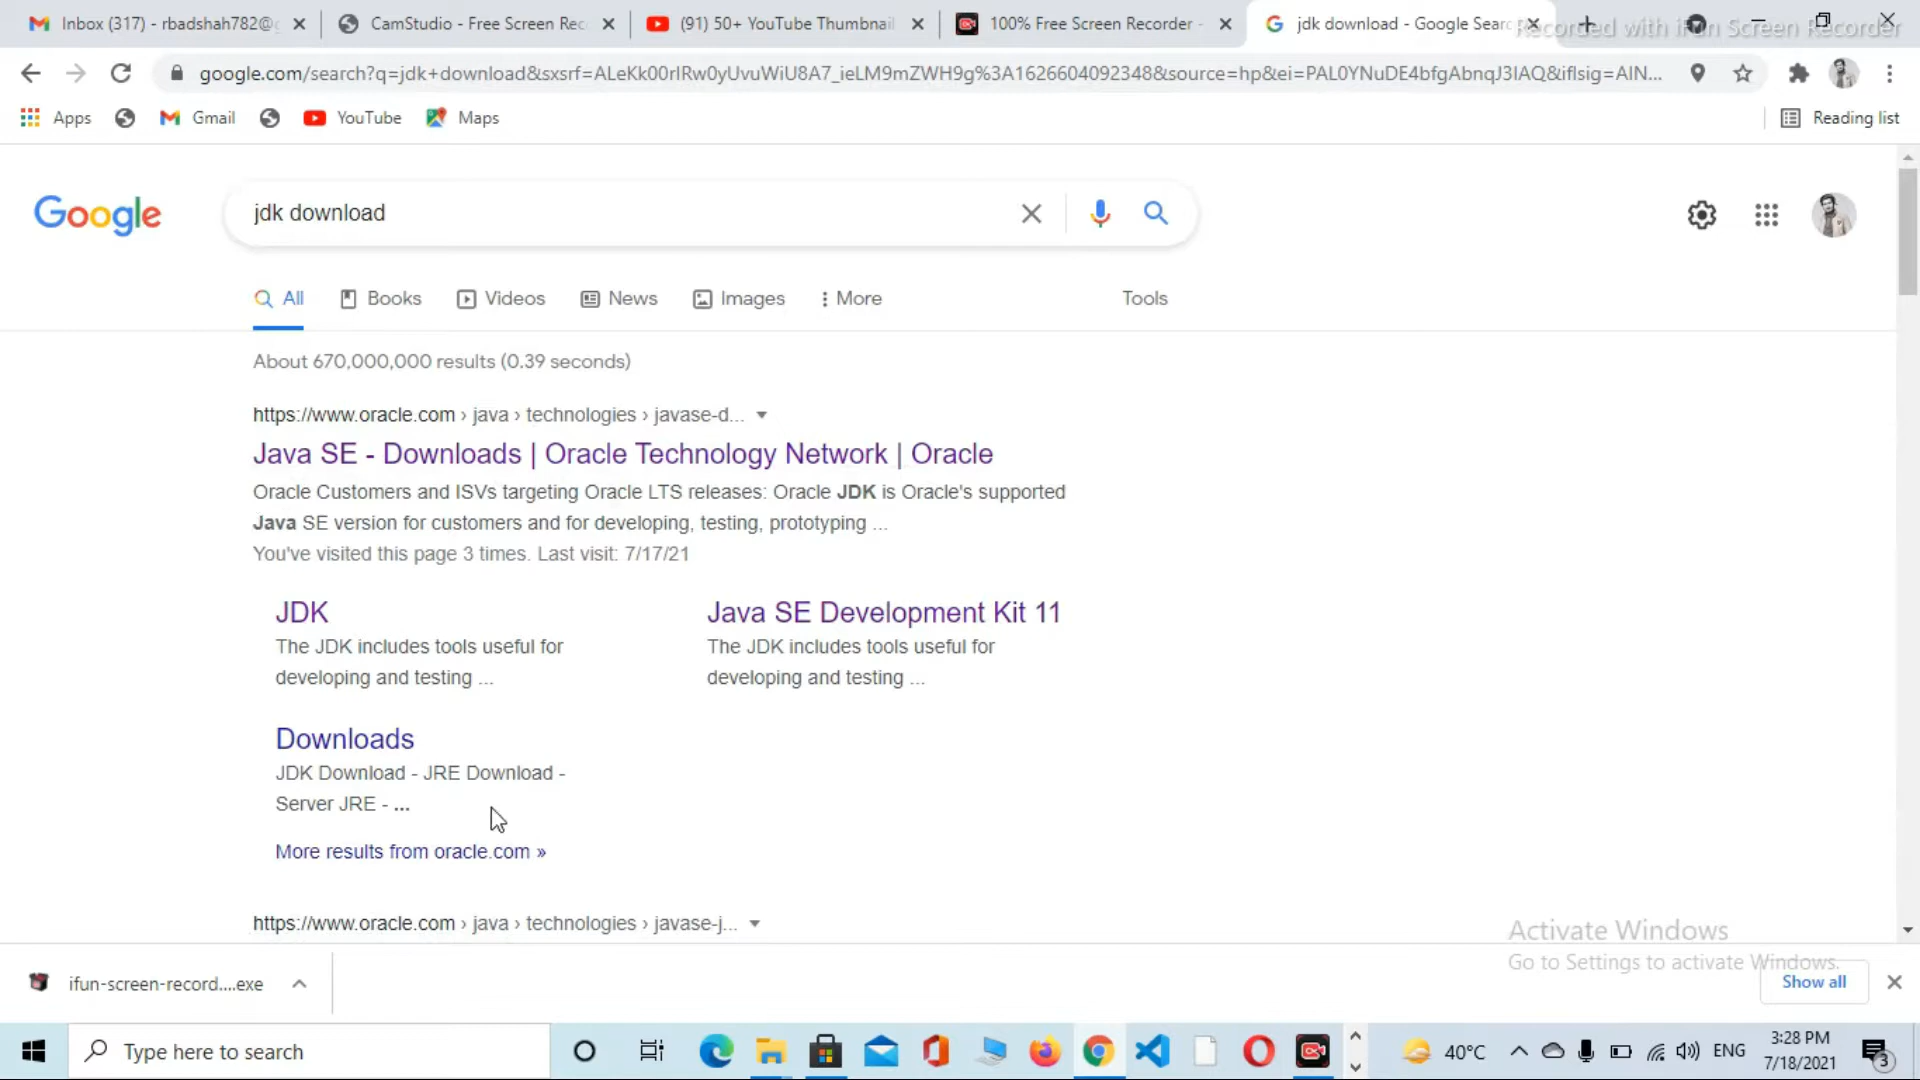 Inbox (317) - rbadshah782@g
CamStudio - Free Screen Rec
(91) 50+ YouTube Thumbnail
100% Free Screen Recorder -
jdk download - Google Sear
Recorded with iFun Screen Recorder
google.com/search?q=jdk+download&sxsrf=ALeKk00rIRw0yUvuWiU8A7_ieLM9mZWH9g%3A1626604092348&source=hp&ei=PAL0YNuDE4bfgAbnqJ3IAQ&iflsig=AIN...
Apps
Gmail
YouTube
Maps
Reading list
Google
jdk download
All
Books
Videos
News
Images
More
Tools
About 670,000,000 results (0.39 seconds)
https://www.oracle.com › java › technologies › javase-d...
Java SE - Downloads | Oracle Technology Network | Oracle
Oracle Customers and ISVs targeting Oracle LTS releases: Oracle JDK is Oracle's supported
Java SE version for customers and for developing, testing, prototyping ...
You've visited this page 3 times. Last visit: 7/17/21
JDK
The JDK includes tools useful for
developing and testing ...
Java SE Development Kit 11
The JDK includes tools useful for
developing and testing ...
Downloads
JDK Download - JRE Download -
Server JRE - ...
More results from oracle.com »
https://www.oracle.com › java › technologies › javase-j...
Activate Windows
Go to Settings to activate Windows.
ifun-screen-record....exe
Show all
Type here to search
40°C
ENG
3:28 PM
7/18/2021
3